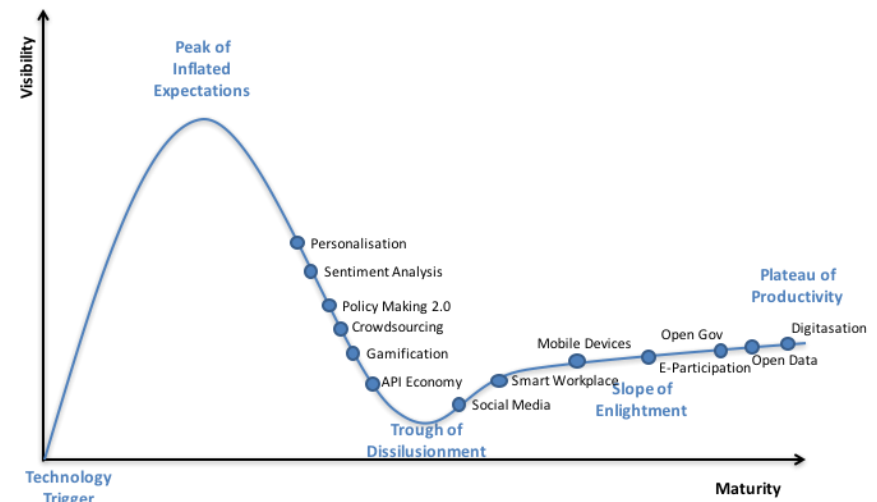 Visibility
Peak of
Inflated
Expectations
Personalisation
Sentiment Analysis
Policy Making 2.0
Crowdsourcing
Gamification
API Economy
Trough of
Dissilusionment
Social Media
Smart Workplace
Mobile Devices
Slope of
Enlightment
E-Participation
Open Gov
Open Data
Digitasation
Plateau of
Productivity
Technology
Trigger
Maturity